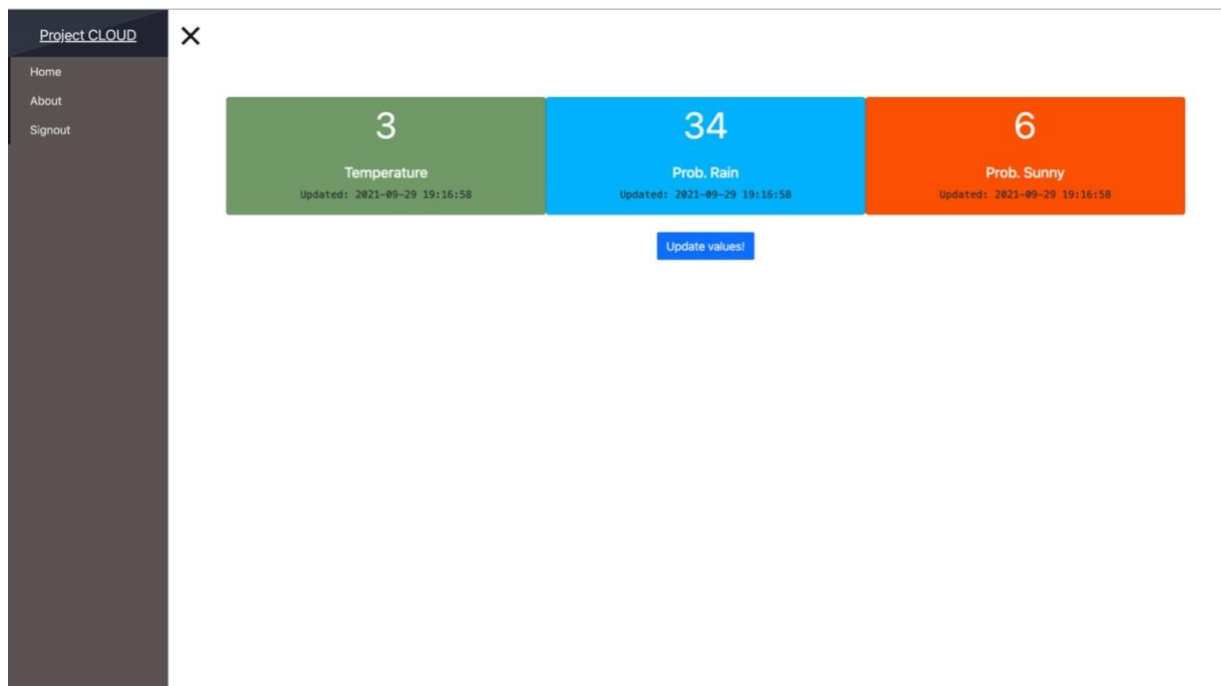 Project CLOUD
Home
About
Signout
3
Temperature
Updated: 2021-09-29 19:16:58
34
Prob. Rain
Updated: 2021-09-29 19:16:58
6
Prob. Sunny
Updated: 2021-09-29 19:16:58
Update values!